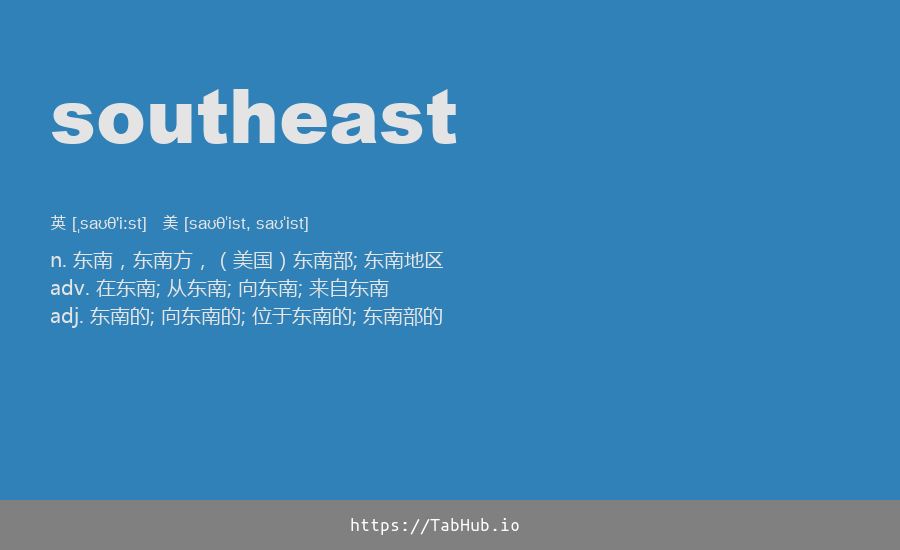 southeast
英 [ˌsaʊθ'i:st] 美 [saʊθ'ist, saʊ'ist]
n. 东南，东南方，（美国）东南部; 东南地区
adv. 在东南; 从东南; 向东南; 来自东南
adj. 东南的; 向东南的; 位于东南的; 东南部的
https://TabHub.io